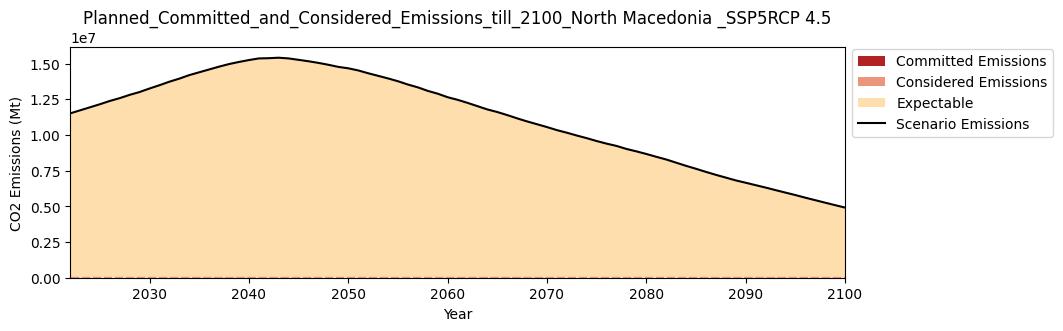 Planned_Committed_and_Considered_Emissions_till_2100_North Macedonia _SSP5RCP 4.5
1e7
1.50
1.25
1.00
0.75
0.50
0.25
0.00
CO2 Emissions (Mt)
2030 2040 2050 2060 2070 2080 2090 2100
Year
Committed Emissions
Considered Emissions
Expectable
Scenario Emissions